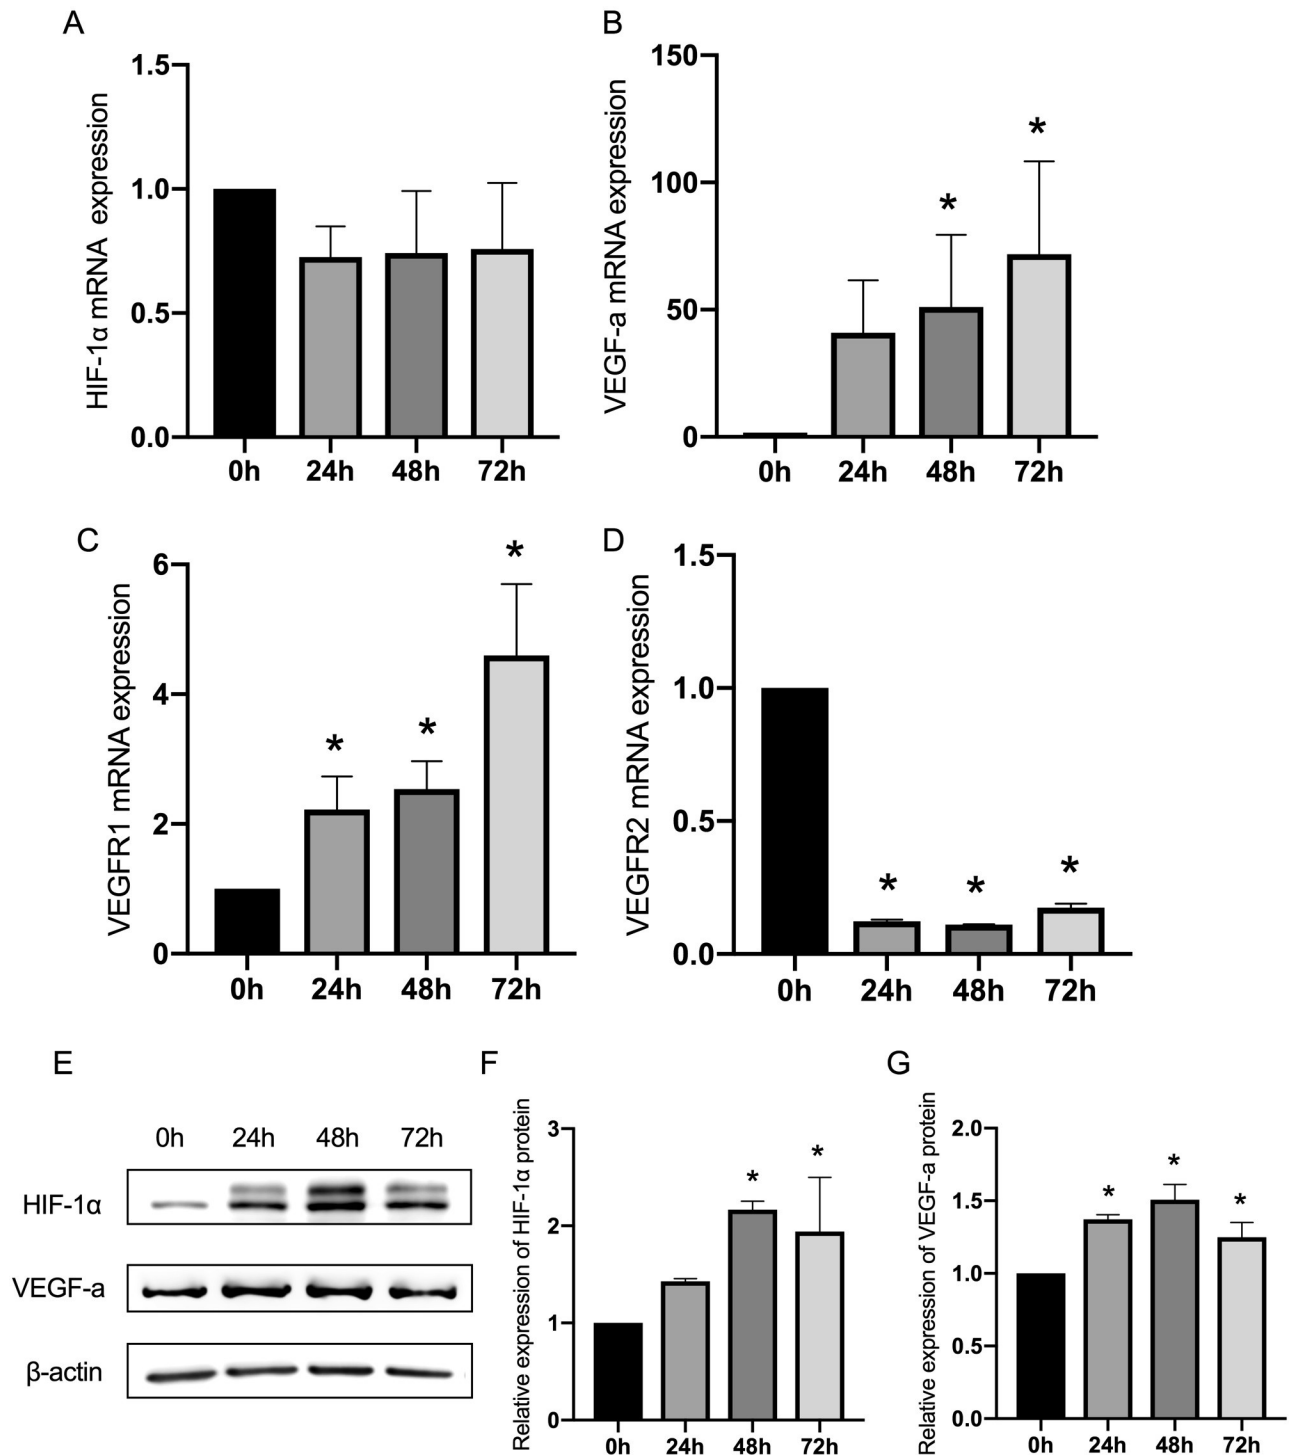 A
HIF-1α mRNA  expression
1.5
1.0
0.5
0.0
0h 24h 48h 72h
B
VEGF-a mRNA expression
150
100
50
0
* *
0h 24h 48h 72h
C
VEGFR1 mRNA expression
6
4
2
0
* * *
0h 24h 48h 72h
D
VEGFR2 mRNA expression
1.5
1.0
0.5
0.0
* * *
0h 24h 48h 72h
E
0h 24h 48h 72h
HIF-1α
VEGF-a
β-actin
F
Relative expression of HIF-1α protein
3
2
1
0
* *
0h 24h 48h 72h
G
Relative expression of VEGF-a protein
2.0
1.5
1.0
0.5
0.0
* * *
0h 24h 48h 72h